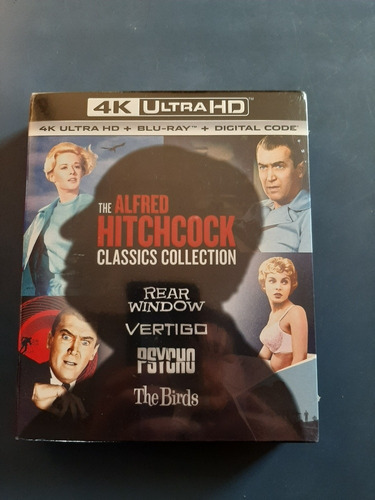 4K ULTRA HD
4K ULTRA HD + BLU-RAY™ + DIGITAL CODE
THE ALFRED
HITCHCOCK
CLASSICS COLLECTION
REAR
WINDOW
VERTIGO
PSYCHO
The Birds